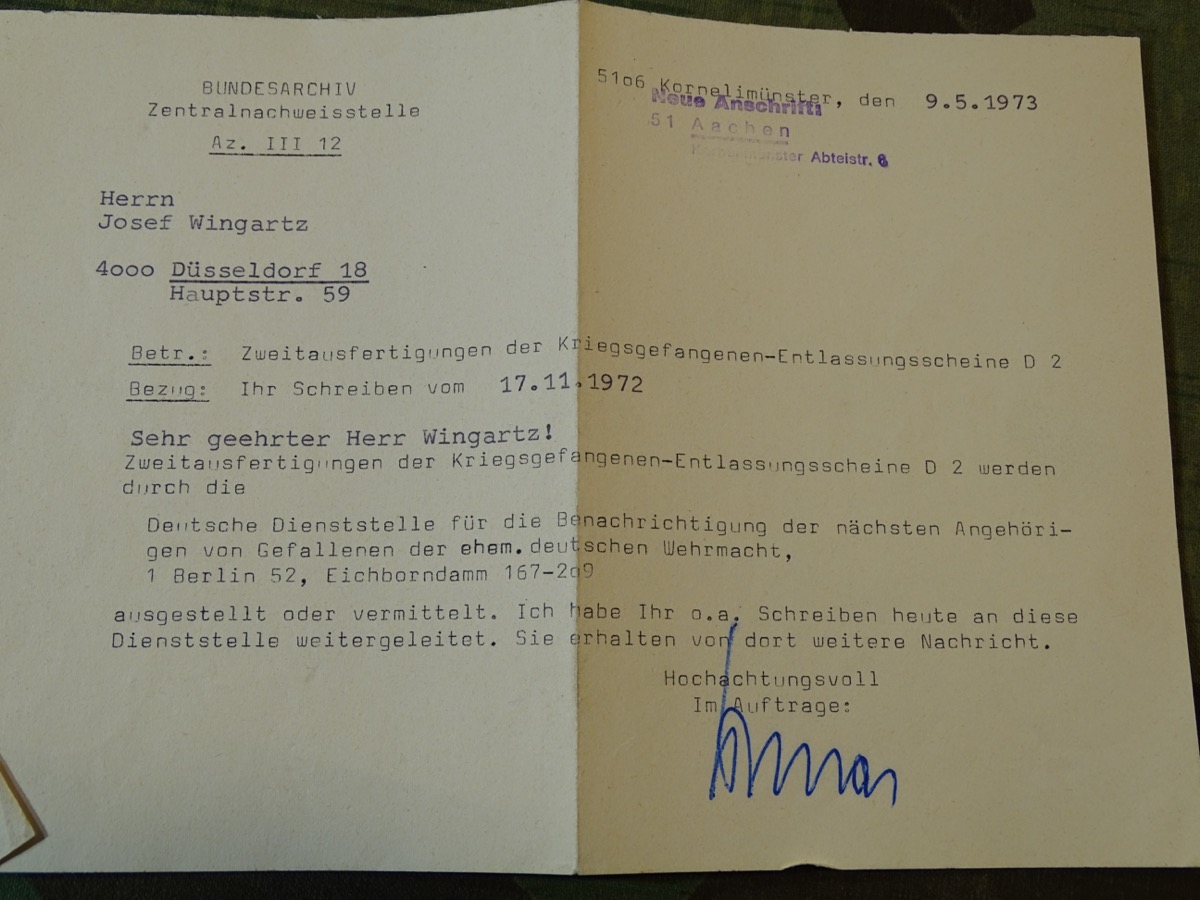 BUNDESARCHIV
Zentralnachweisstelle
Az. III 12
51o6 Kornelimünster, den 9.5.1973
Neue Anschrift:
51 Aachen
Kornelimünster Abteistr. 6
Herrn
Josef Wingartz
4ooo Düsseldorf 18
Hauptstr. 59
Betr.: Zweitausfertigungen der Kriegsgefangenen-Entlassungsscheine D 2
Bezug: Ihr Schreiben vom 17.11.1972
Sehr geehrter Herr Wingartz!
Zweitausfertigungen der Kriegsgefangenen-Entlassungsscheine D 2 werden
durch die
Deutsche Dienststelle für die Benachrichtigung der nächsten Angehöri-
gen von Gefallenen der ehem. deutschen Wehrmacht,
1 Berlin 52, Eichborndamm 167-2o9
ausgestellt oder vermittelt. Ich habe Ihr o.a. Schreiben heute an diese
Dienststelle weitergeleitet. Sie erhalten von dort weitere Nachricht.
Hochachtungsvoll
Im Auftrage: